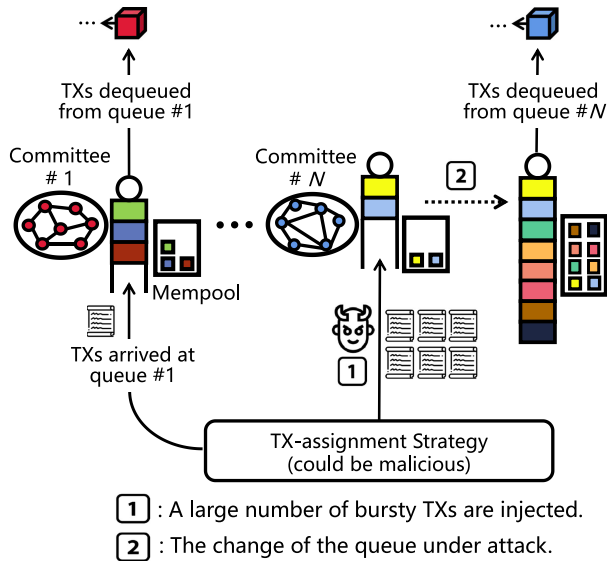 ...
...
TXs dequeued
from queue #1
TXs dequeued
from queue #N
Committee
# 1
Committee
# N
2
...
Mempool
TXs arrived at
queue #1
1
TX-assignment Strategy
(could be malicious)
1 : A large number of bursty TXs are injected.
2 : The change of the queue under attack.